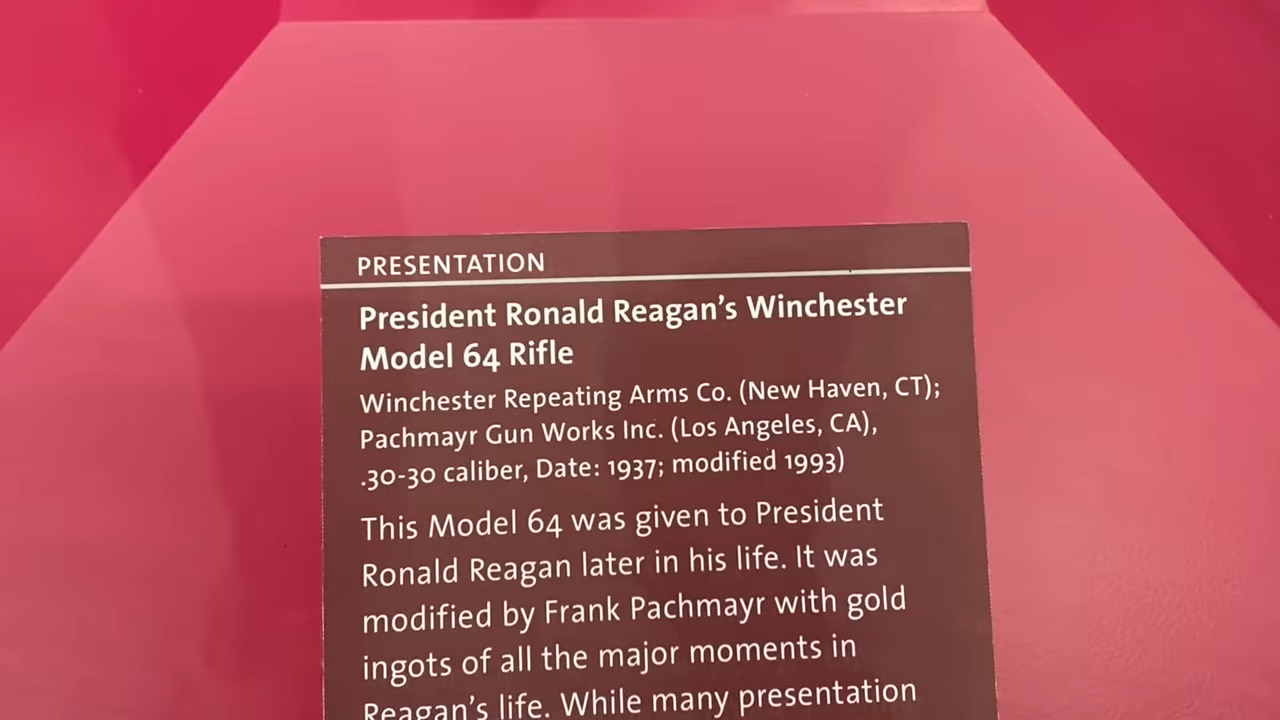 PRESENTATION
President Ronald Reagan's Winchester
Model 64 Rifle
Winchester Repeating Arms Co. (New Haven, CT);
Pachmayr Gun Works Inc. (Los Angeles, CA),
.30-30 caliber, Date: 1937; modified 1993)
This Model 64 was given to President
Ronald Reagan later in his life. It was
modified by Frank Pachmayr with gold
ingots of all the major moments in
Reagan's life. While many presentation